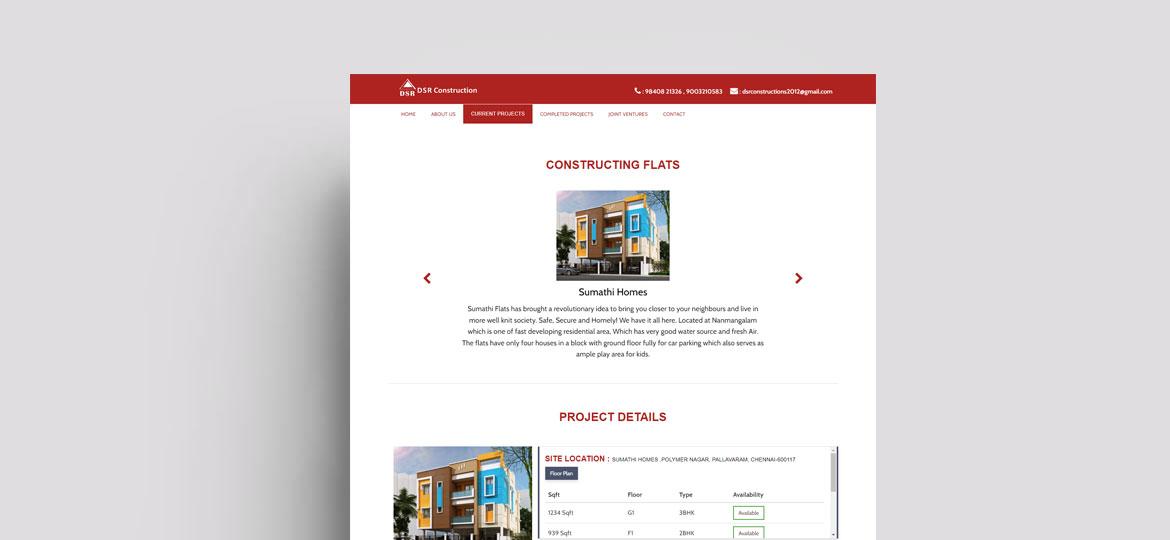 DSR DSR Construction
: 98408 21326 , 9003210583 : dsrconstructions2012@gmail.com
HOME ABOUT US CURRENT PROJECTS COMPLETED PROJECTS JOINT VENTURES CONTACT
CONSTRUCTING FLATS
Sumathi Homes
Sumathi Flats has brought a revolutionary idea to bring you closer to your neighbours and live in
more well knit society. Safe, Secure and Homely! We have it all here. Located at Nanmangalam
which is one of fast developing residential area, Which has very good water source and fresh Air.
The flats have only four houses in a block with ground floor fully for car parking which also serves as
ample play area for kids.
PROJECT DETAILS
SITE LOCATION : SUMATHI HOMES ,POLYMER NAGAR, PALLAVARAM, CHENNAI-600117
Floor Plan
Sqft Floor Type Availability
1234 Sqft G1 3BHK Available
939 Sqft F1 2BHK Available